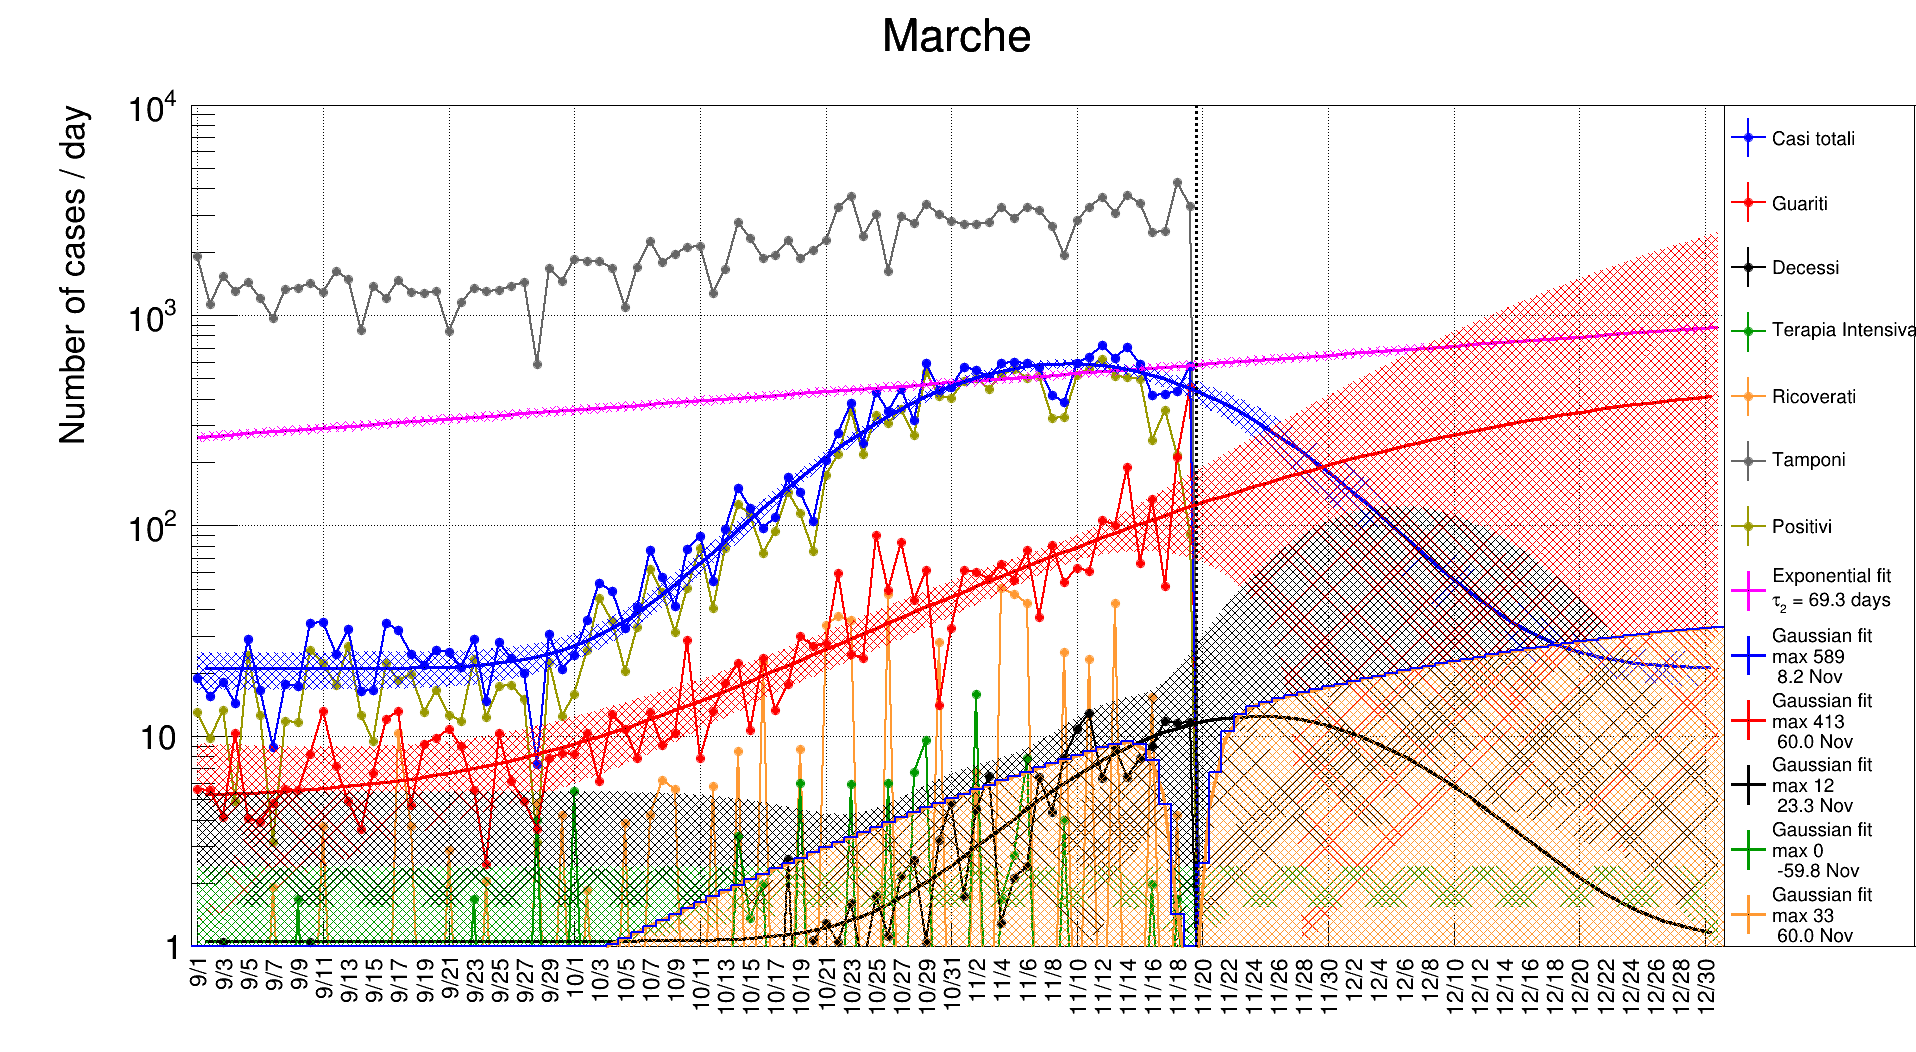 Marche
Number of cases / day
10^4
10^3
10^2
10
1
9/1
9/3
9/5
9/7
9/9
9/11
9/13
9/15
9/17
9/19
9/21
9/23
9/25
9/27
9/29
10/1
10/3
10/5
10/7
10/9
10/11
10/13
10/15
10/17
10/19
10/21
10/23
10/25
10/27
10/29
10/31
11/2
11/4
11/6
11/8
11/10
11/12
11/14
11/16
11/18
11/20
11/22
11/24
11/26
11/28
11/30
12/2
12/4
12/6
12/8
12/10
12/12
12/14
12/16
12/18
12/20
12/22
12/24
12/26
12/28
12/30
Casi totali
Guariti
Decessi
Terapia Intensiva
Ricoverati
Tamponi
Positivi
Exponential fit
τ2 = 69.3 days
Gaussian fit
max 589
8.2 Nov
Gaussian fit
max 413
60.0 Nov
Gaussian fit
max 12
23.3 Nov
Gaussian fit
max 0
-59.8 Nov
Gaussian fit
max 33
60.0 Nov